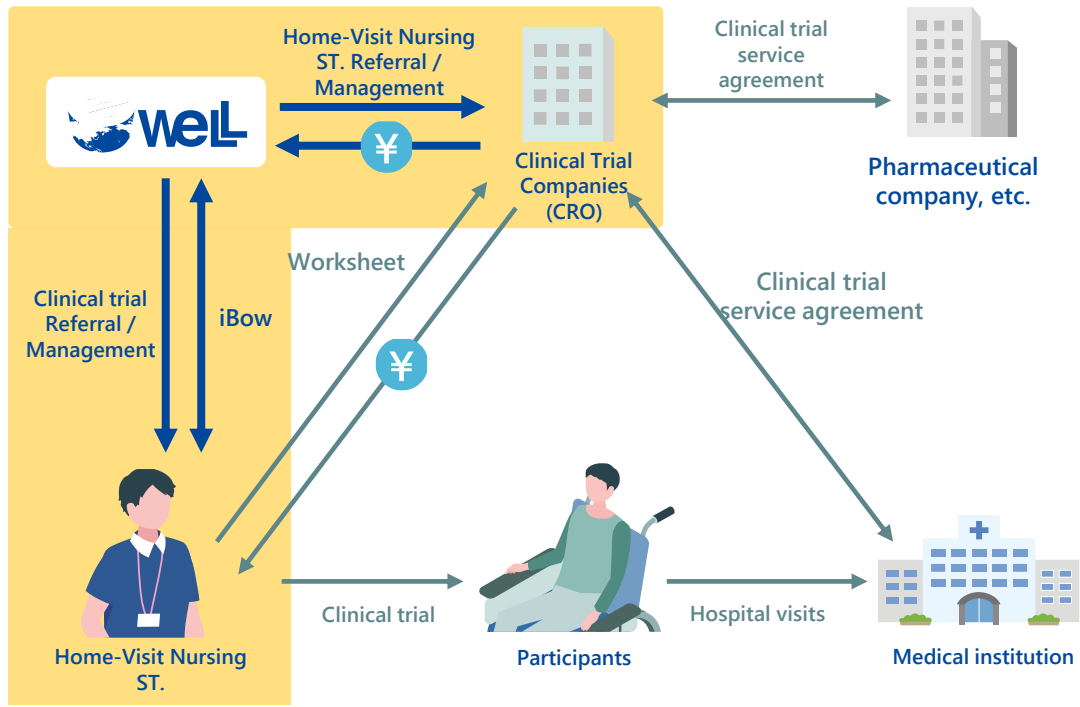 Home-Visit Nursing
ST. Referral /
Management
Clinical trial
service
agreement
WeLL
¥
Clinical Trial
Companies
(CRO)
Pharmaceutical
company, etc.
Worksheet
Clinical trial
service agreement
Clinical trial
Referral /
Management
iBow
¥
Clinical trial
Hospital visits
Home-Visit Nursing
ST.
Participants
Medical institution